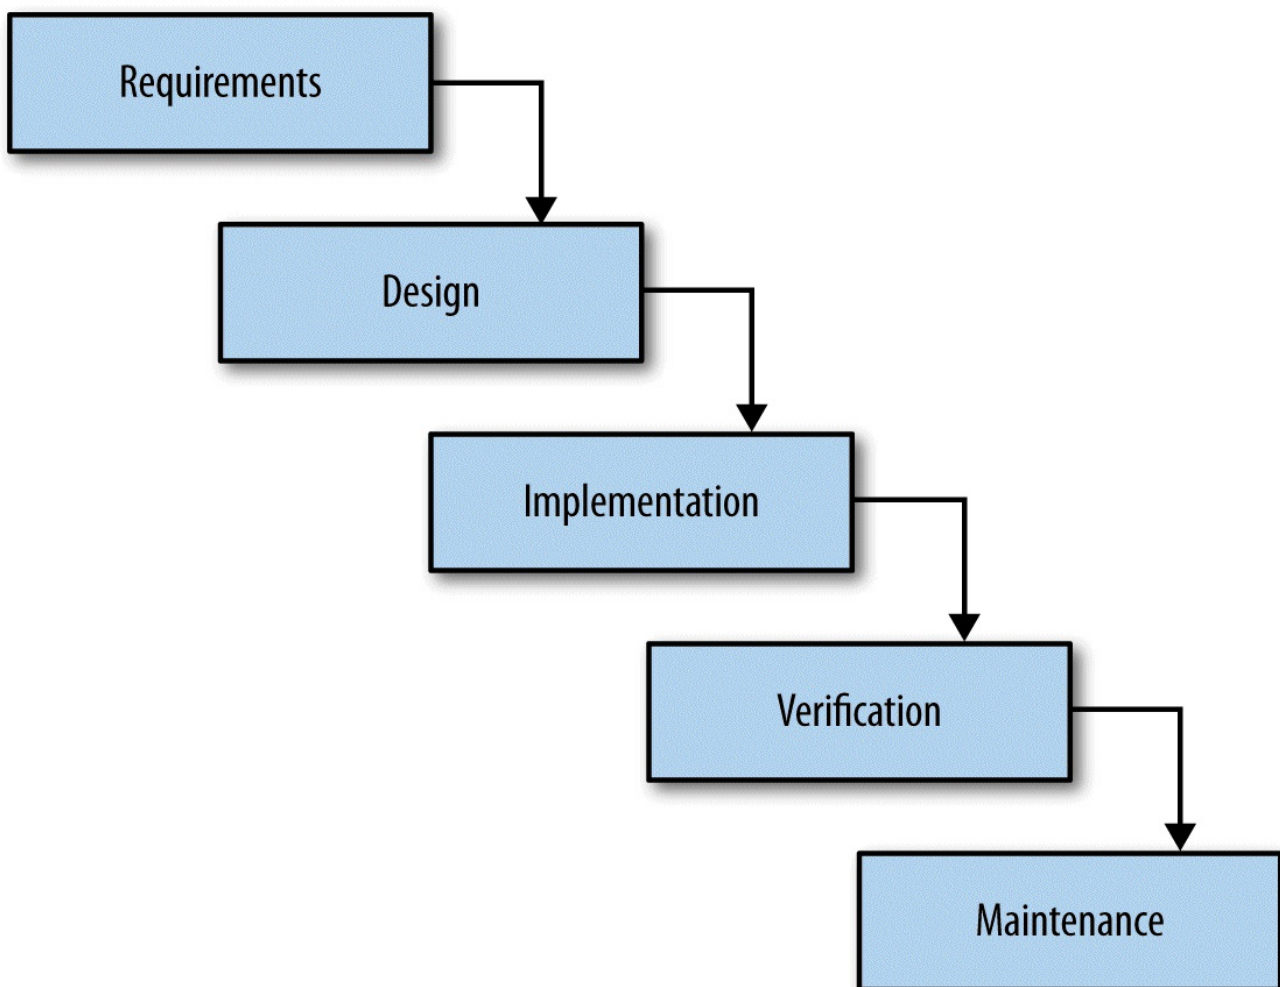 Requirements
Design
Implementation
Verification
Maintenance